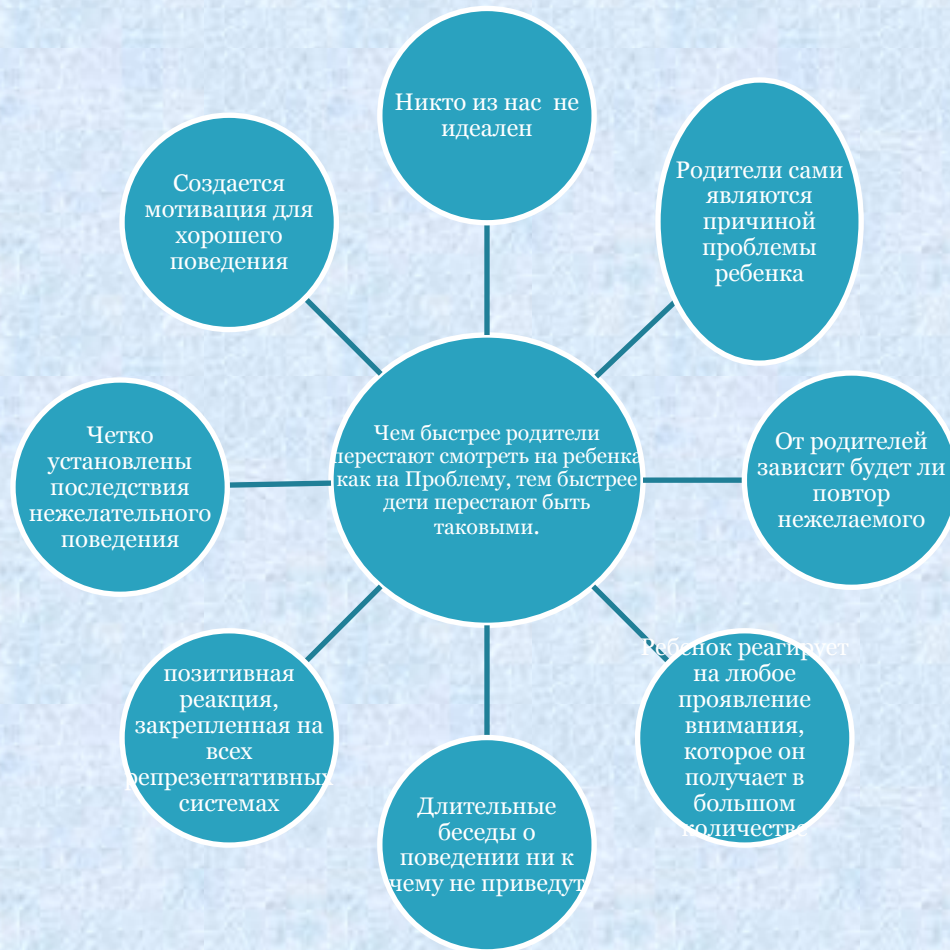 Никто из нас не
идеален
Родители сами
являются
причиной
проблемы
ребенка
От родителей
зависит будет ли
повтор
нежелаемого
Ребенок реагирует
на любое
проявление
внимания,
которое он
получает в
большом
количестве
Длительные
беседы о
поведении ни к
чему не приведут
позитивная
реакция,
закрепленная на
всех
репрезентативных
системах
Четко
установлены
последствия
нежелательного
поведения
Создается
мотивация для
хорошего
поведения
Чем быстрее родители
перестают смотреть на ребенка
как на Проблему, тем быстрее
дети перестают быть
таковыми.